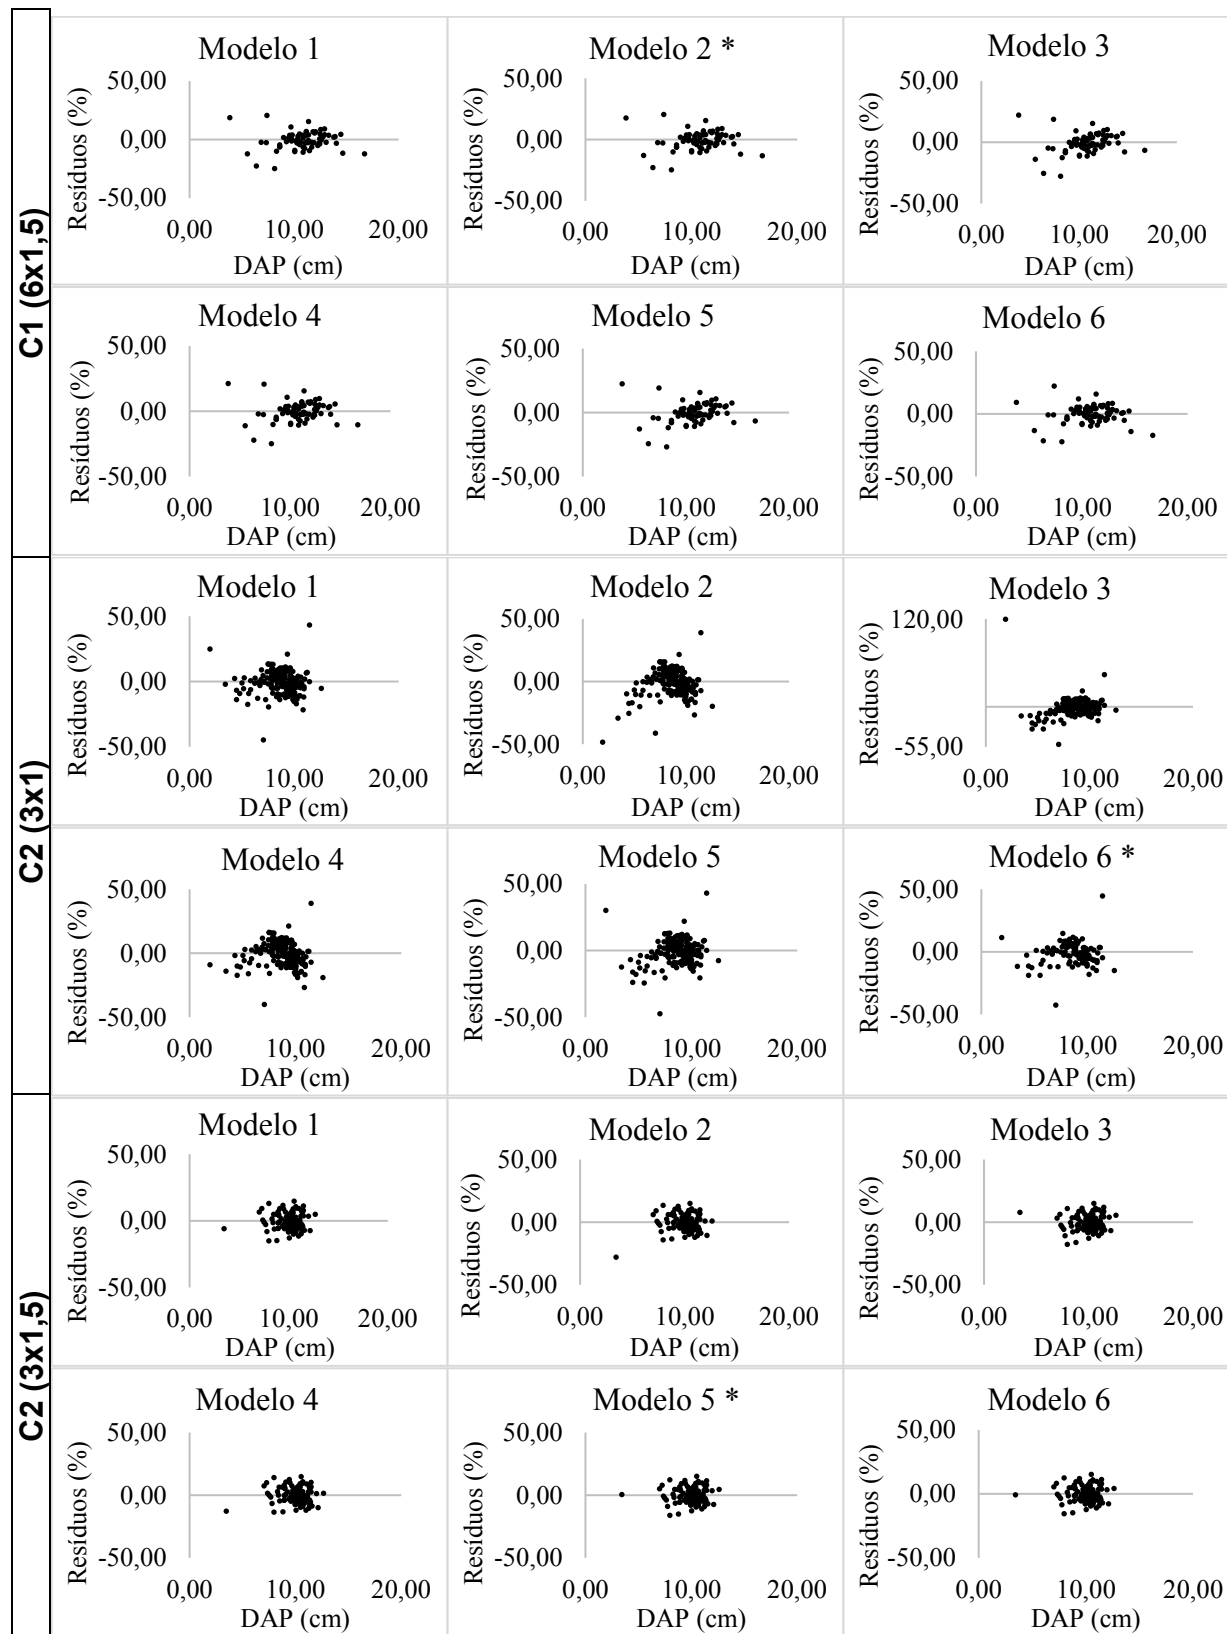 C1 (6x1,5)
Modelo 1
Resíduos (%)
50,00
0,00
-50,00
0,00 10,00 20,00
DAP (cm)
Modelo 2 *
Resíduos (%)
50,00
0,00
-50,00
0,00 10,00 20,00
DAP (cm)
Modelo 3
Resíduos (%)
50,00
0,00
-50,00
0,00 10,00 20,00
DAP (cm)
Modelo 4
Resíduos (%)
50,00
0,00
-50,00
0,00 10,00 20,00
DAP (cm)
Modelo 5
Resíduos (%)
50,00
0,00
-50,00
0,00 10,00 20,00
DAP (cm)
Modelo 6
Resíduos (%)
50,00
0,00
-50,00
0,00 10,00 20,00
DAP (cm)
C2 (3x1)
Modelo 1
Resíduos (%)
50,00
0,00
-50,00
0,00 10,00 20,00
DAP (cm)
Modelo 2
Resíduos (%)
50,00
0,00
-50,00
0,00 10,00 20,00
DAP (cm)
Modelo 3
Resíduos (%)
120,00
-55,00
0,00 10,00 20,00
DAP (cm)
Modelo 4
Resíduos (%)
50,00
0,00
-50,00
0,00 10,00 20,00
DAP (cm)
Modelo 5
Resíduos (%)
50,00
0,00
-50,00
0,00 10,00 20,00
DAP (cm)
Modelo 6 *
Resíduos (%)
50,00
0,00
-50,00
0,00 10,00 20,00
DAP (cm)
C2 (3x1,5)
Modelo 1
Resíduos (%)
50,00
0,00
-50,00
0,00 10,00 20,00
DAP (cm)
Modelo 2
Resíduos (%)
50,00
0,00
-50,00
0,00 10,00 20,00
DAP (cm)
Modelo 3
Resíduos (%)
50,00
0,00
-50,00
0,00 10,00 20,00
DAP (cm)
Modelo 4
Resíduos (%)
50,00
0,00
-50,00
0,00 10,00 20,00
DAP (cm)
Modelo 5 *
Resíduos (%)
50,00
0,00
-50,00
0,00 10,00 20,00
DAP (cm)
Modelo 6
Resíduos (%)
50,00
0,00
-50,00
0,00 10,00 20,00
DAP (cm)